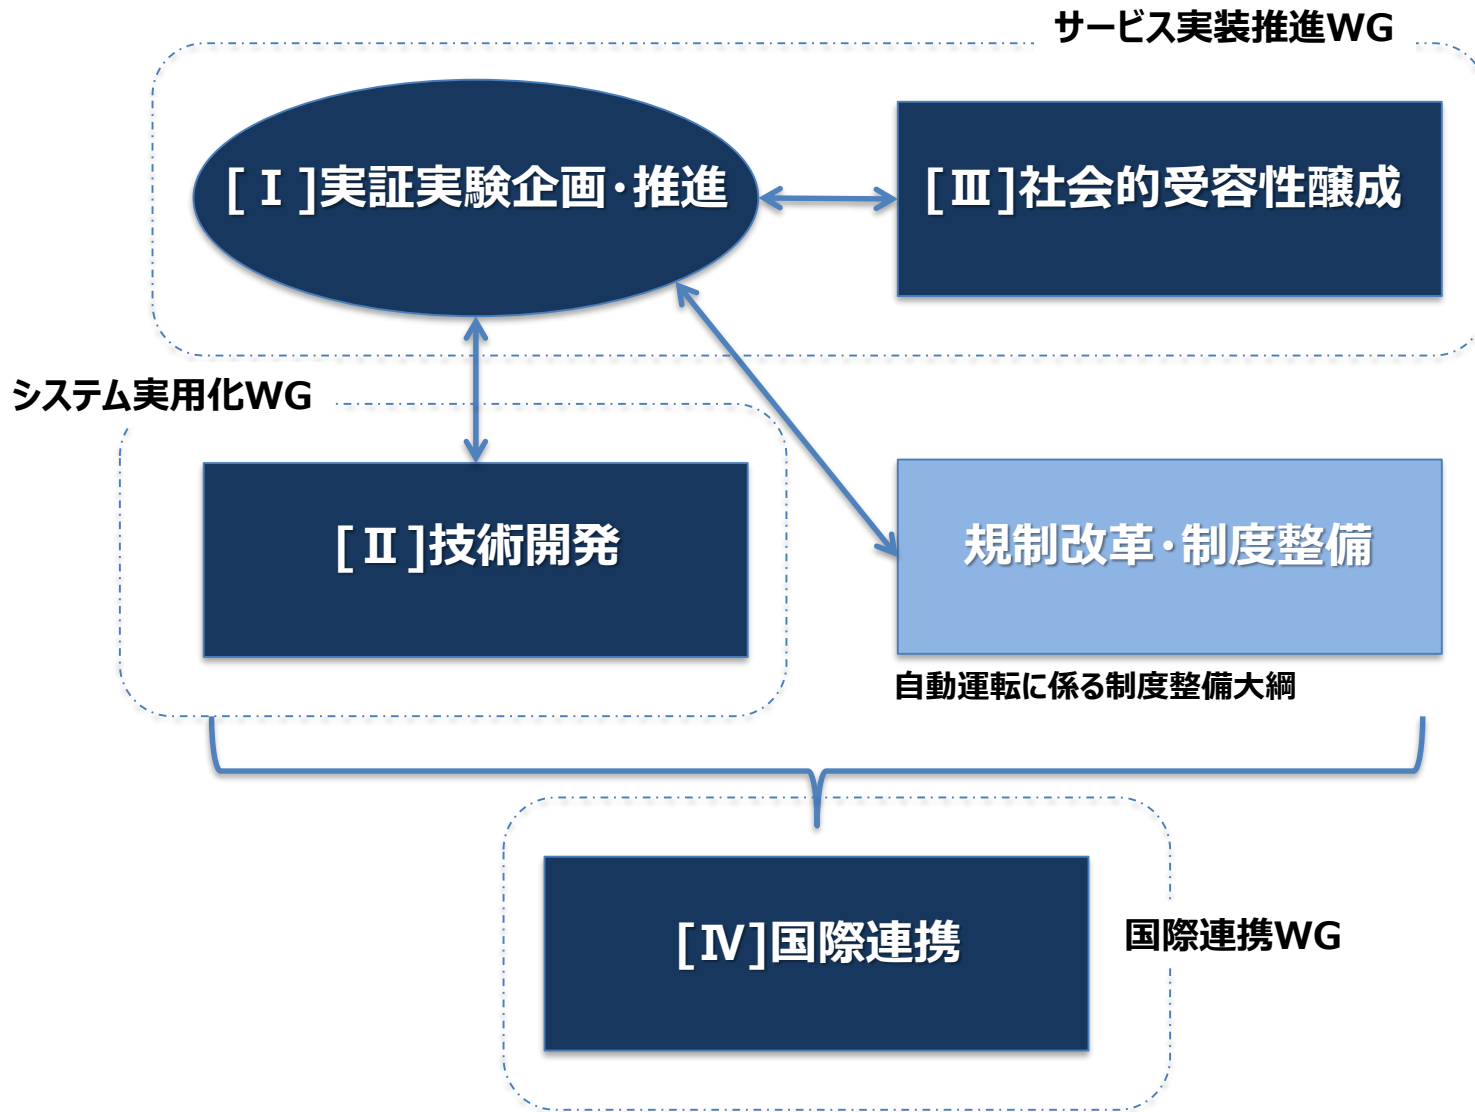 サービス実装推進WG
[Ⅰ]実証実験企画・推進
[Ⅲ]社会的受容性醸成
システム実用化WG
[Ⅱ]技術開発
規制改革・制度整備
自動運転に係る制度整備大綱
[Ⅳ]国際連携
国際連携WG